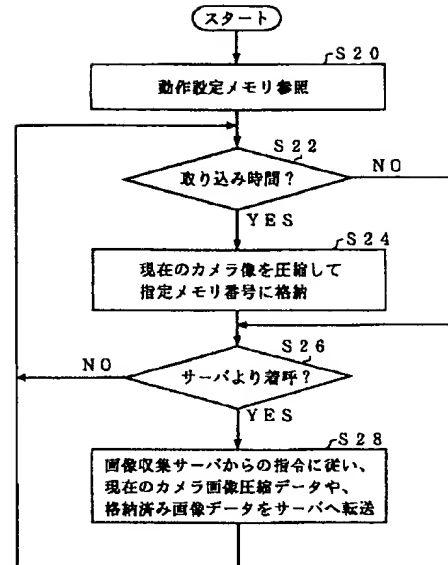 スタート
S20
動作設定メモリ参照
S22
取り込み時間?
NO
YES
S24
現在のカメラ像を圧縮して
指定メモリ番号に格納
S26
NO
サーバより着呼?
YES
S28
画像収集サーバからの指令に従い、
現在のカメラ画像圧縮データや、
格納済み画像データをサーバへ転送